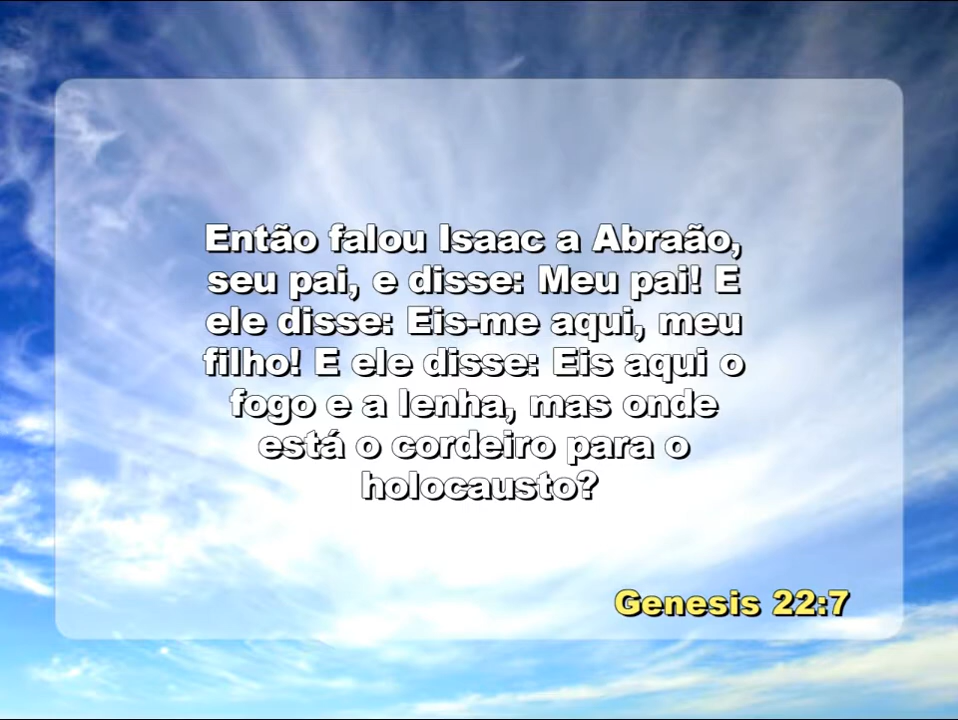 Então falou Isaac a Abraão,
seu pai, e disse: Meu pai! E
ele disse: Eis-me aqui, meu
filho! E ele disse: Eis aqui o
fogo e a lenha, mas onde
está o cordeiro para o
holocausto?
Genesis 22:7